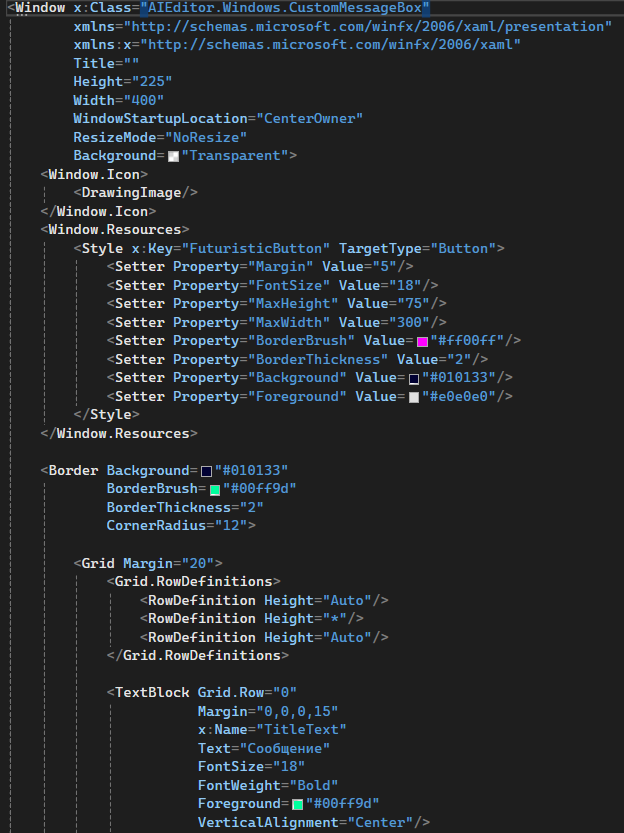 <Window x:Class="AIEditor.Windows.CustomMessageBox"
        xmlns="http://schemas.microsoft.com/winfx/2006/xaml/presentation"
        xmlns:x="http://schemas.microsoft.com/winfx/2006/xaml"
        Title=""
        Height="225"
        Width="400"
        WindowStartupLocation="CenterOwner"
        ResizeMode="NoResize"
        Background="Transparent">
    <Window.Icon>
        <DrawingImage/>
    </Window.Icon>
    <Window.Resources>
        <Style x:Key="FuturisticButton" TargetType="Button">
            <Setter Property="Margin" Value="5"/>
            <Setter Property="FontSize" Value="18"/>
            <Setter Property="MaxHeight" Value="75"/>
            <Setter Property="MaxWidth" Value="300"/>
            <Setter Property="BorderBrush" Value="#ff00ff"/>
            <Setter Property="BorderThickness" Value="2"/>
            <Setter Property="Background" Value="#010133"/>
            <Setter Property="Foreground" Value="#e0e0e0"/>
        </Style>
    </Window.Resources>

    <Border Background="#010133"
            BorderBrush="#00ff9d"
            BorderThickness="2"
            CornerRadius="12">

        <Grid Margin="20">
            <Grid.RowDefinitions>
                <RowDefinition Height="Auto"/>
                <RowDefinition Height="*"/>
                <RowDefinition Height="Auto"/>
            </Grid.RowDefinitions>

            <TextBlock Grid.Row="0"
                       Margin="0,0,0,15"
                       x:Name="TitleText"
                       Text="Сообщение"
                       FontSize="18"
                       FontWeight="Bold"
                       Foreground="#00ff9d"
                       VerticalAlignment="Center"/>